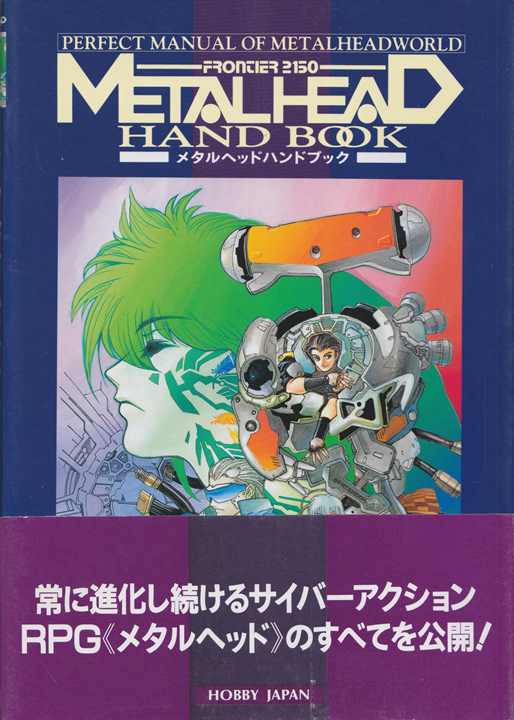 PERFECT MANUAL OF METALHEADWORLD
FRONTIER 2150
METALHEAD
HAND BOOK
メタルヘッドハンドブック
常に進化し続けるサイバーアクション
RPG《メタルヘッド》のすべてを公開!
HOBBY JAPAN